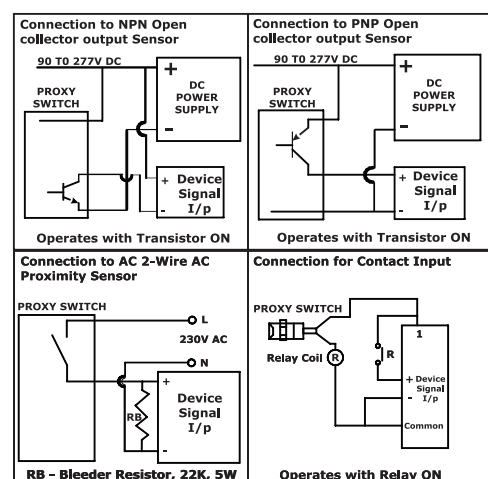 Connection to NPN Open
collector output Sensor
90 T0 277V DC
PROXY
SWITCH
+
-
DC
POWER
SUPPLY
+
-
Device
Signal
I/p
Operates with Transistor ON
Connection to PNP Open
collector output Sensor
90 T0 277V DC
PROXY
SWITCH
+
-
DC
POWER
SUPPLY
+
-
Device
Signal
I/p
Operates with Transistor ON
Connection to AC 2-Wire AC
Proximity Sensor
PROXY SWITCH
L
230V AC
N
+
-
RB
Device
Signal
I/p
RB - Bleeder Resistor, 22K, 5W
Connection for Contact Input
PROXY SWITCH
1
Relay Coil
R
R
+ Device
- Signal
I/p
Common
Operates with Relay ON